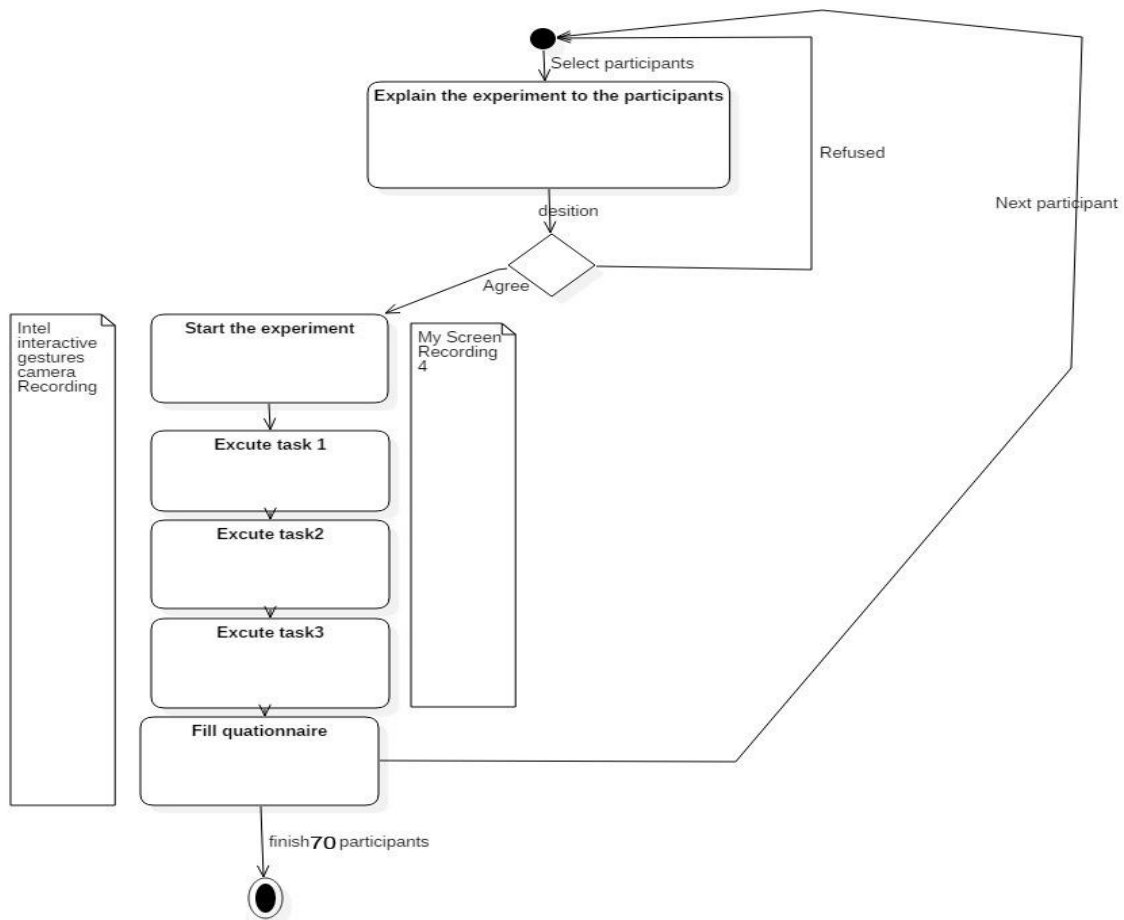 Select participants
Explain the experiment to the participants
Refused
Next participant
desition
Agree
Intel
interactive
gestures
camera
Recording
Start the experiment
My Screen
Recording
4
Excute task 1
Excute task2
Excute task3
Fill quationnaire
finish70 participants